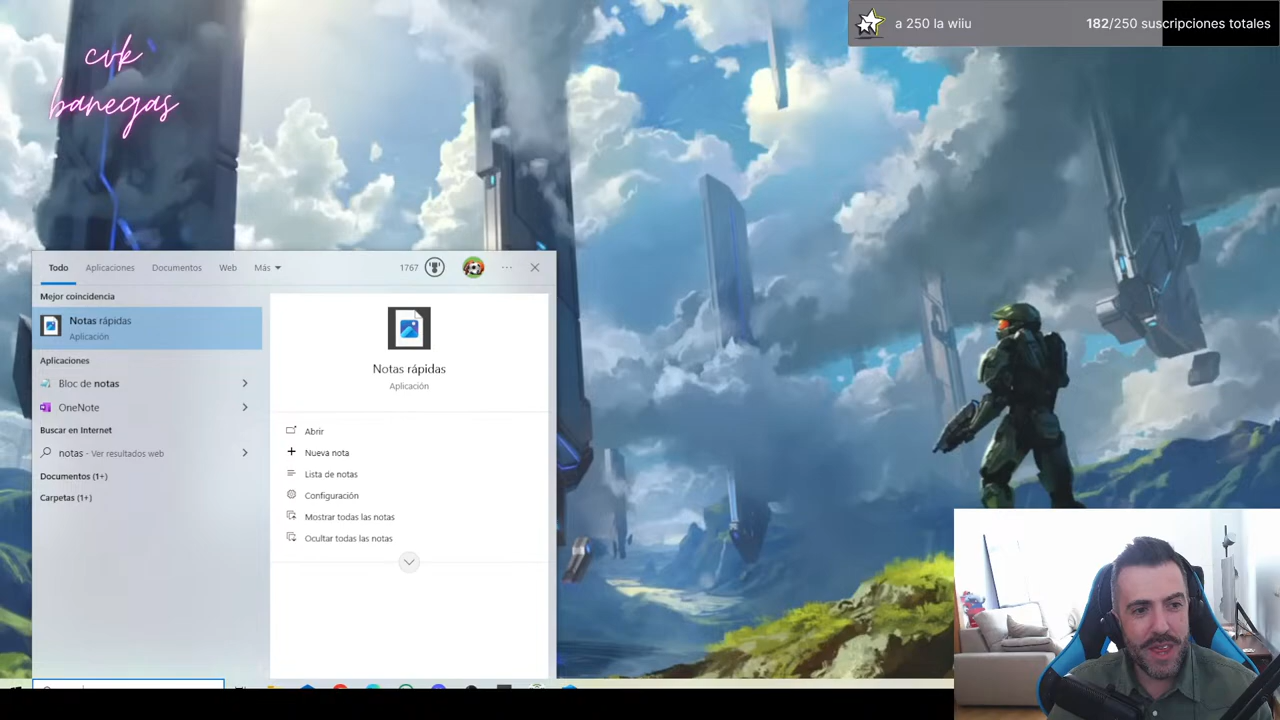 a 250 la wiiu
182/250 suscripciones totales
cvk
banegas
Todo Aplicaciones Documentos Web Más 1767
Mejor coincidencia
Notas rápidas
Aplicación
Aplicaciones
Bloc de notas
OneNote
Buscar en Internet
notas - Ver resultados web
Documentos (1+)
Carpetas (1+)
Notas rápidas
Aplicación
Abrir
Nueva nota
Lista de notas
Configuración
Mostrar todas las notas
Ocultar todas las notas